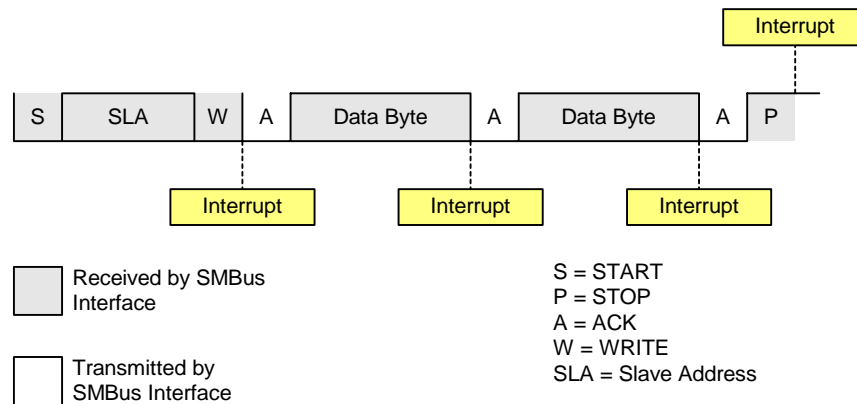 Interrupt
S SLA W A Data Byte A Data Byte A P
Interrupt Interrupt Interrupt
Received by SMBus
Interface
Transmitted by
SMBus Interface
S = START
P = STOP
A = ACK
W = WRITE
SLA = Slave Address